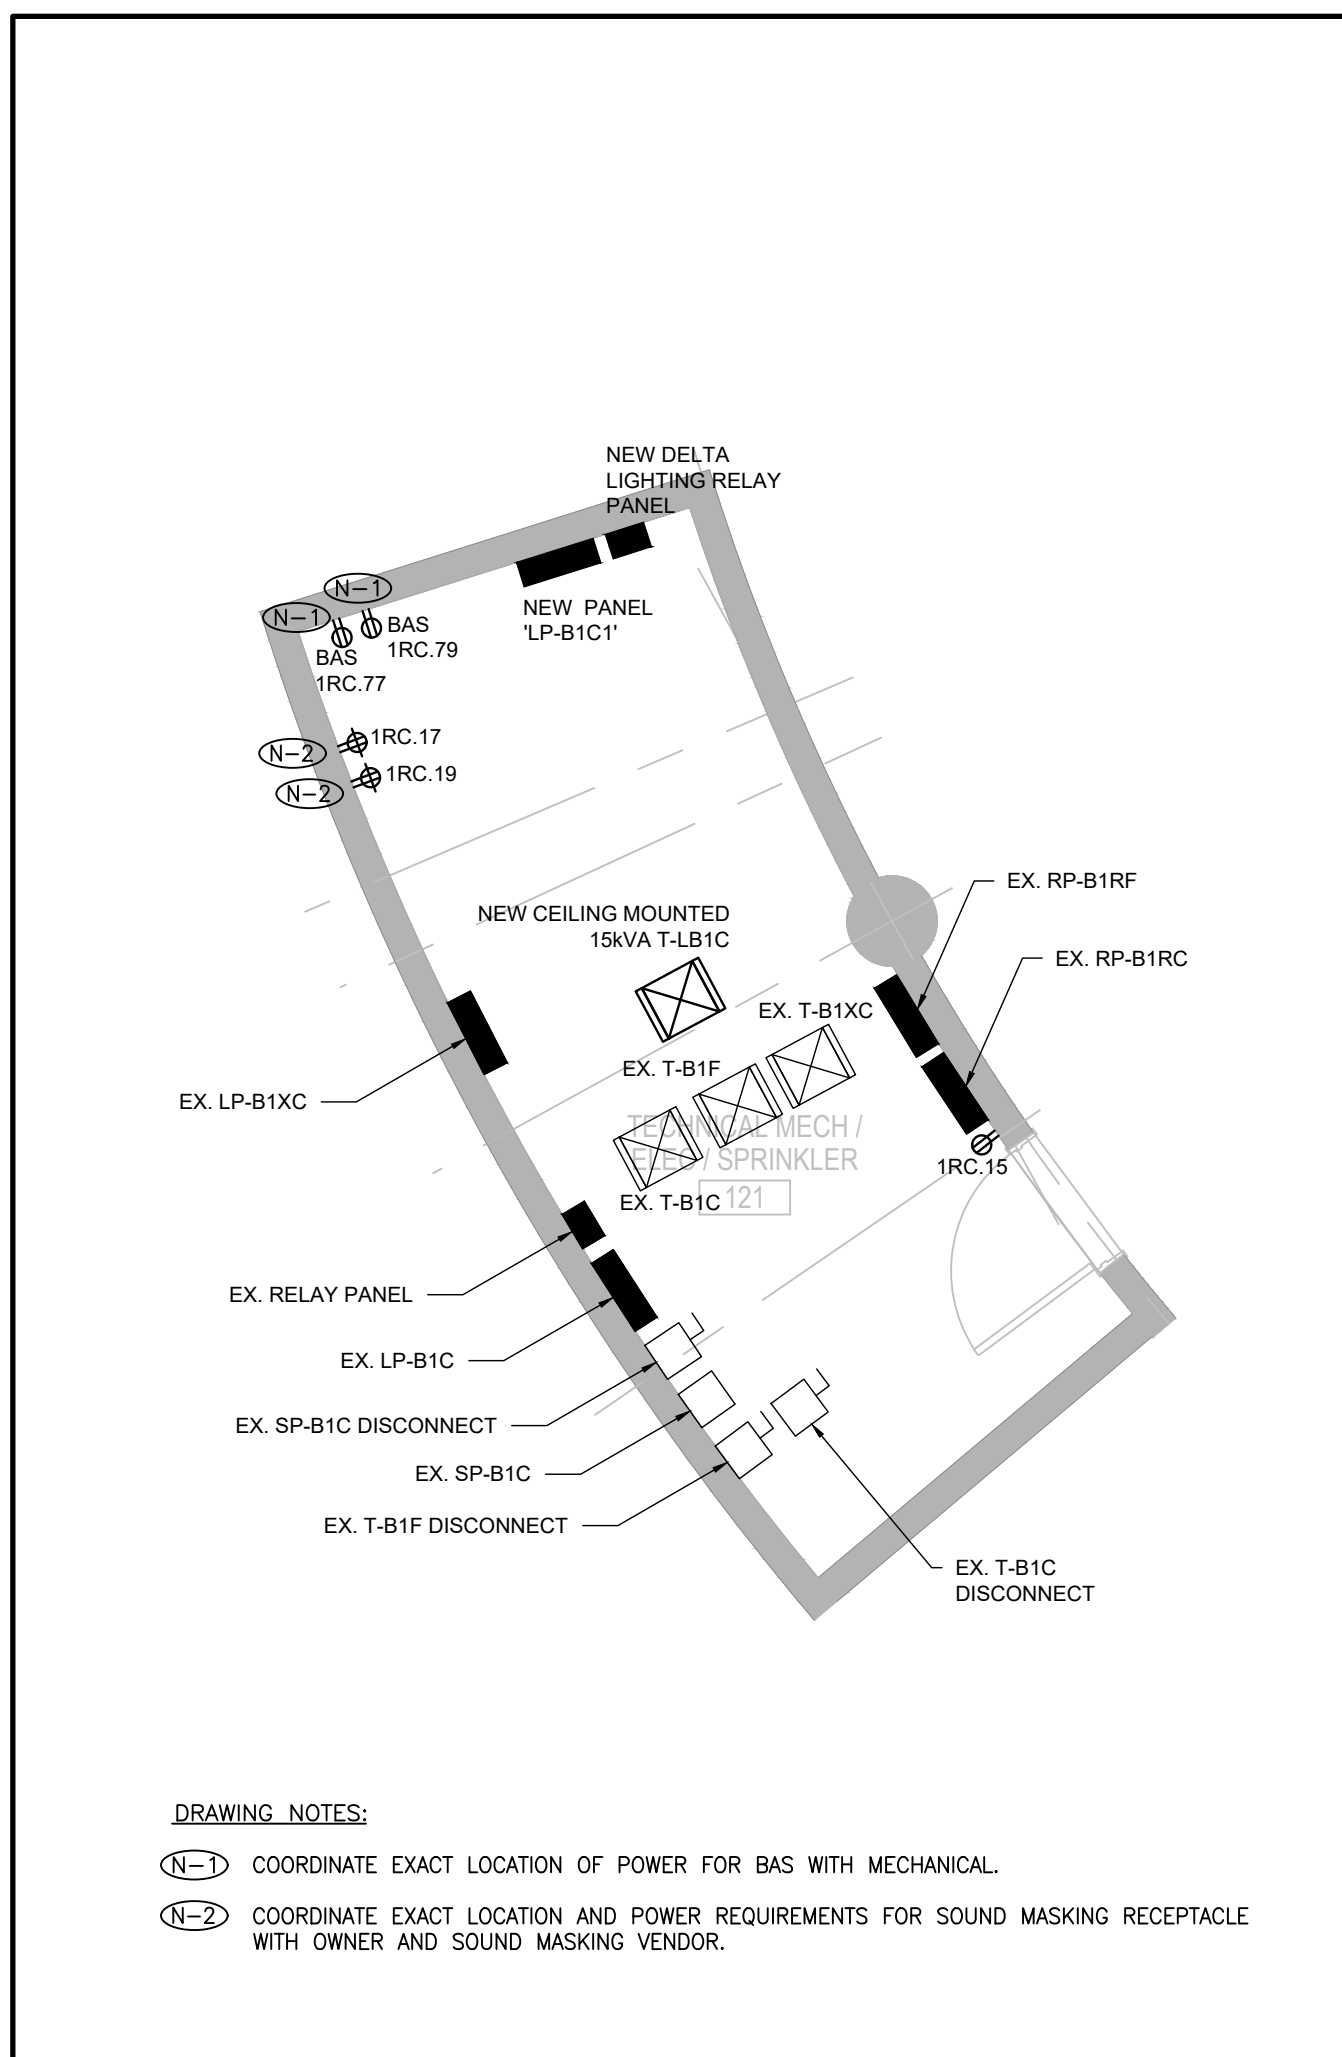 NEW DELTA
LIGHTING RELAY
PANEL
N-1
N-1
NEW PANEL
'LP-B1C1'
BAS
1RC.79
BAS
1RC.77
N-2
1RC.17
N-2
1RC.19
EX. RP-B1RF
NEW CEILING MOUNTED
15kVA T-LB1C
EX. RP-B1RC
EX. T-B1XC
EX. T-B1F
EX. LP-B1XC
TECHNICAL MECH /
ELEC / SPRINKLER
121
1RC.15
EX. T-B1C
EX. RELAY PANEL
EX. LP-B1C
EX. SP-B1C DISCONNECT
EX. SP-B1C
EX. T-B1F DISCONNECT
EX. T-B1C
DISCONNECT
DRAWING NOTES:
N-1 COORDINATE EXACT LOCATION OF POWER FOR BAS WITH MECHANICAL.
N-2 COORDINATE EXACT LOCATION AND POWER REQUIREMENTS FOR SOUND MASKING RECEPTACLE
WITH OWNER AND SOUND MASKING VENDOR.